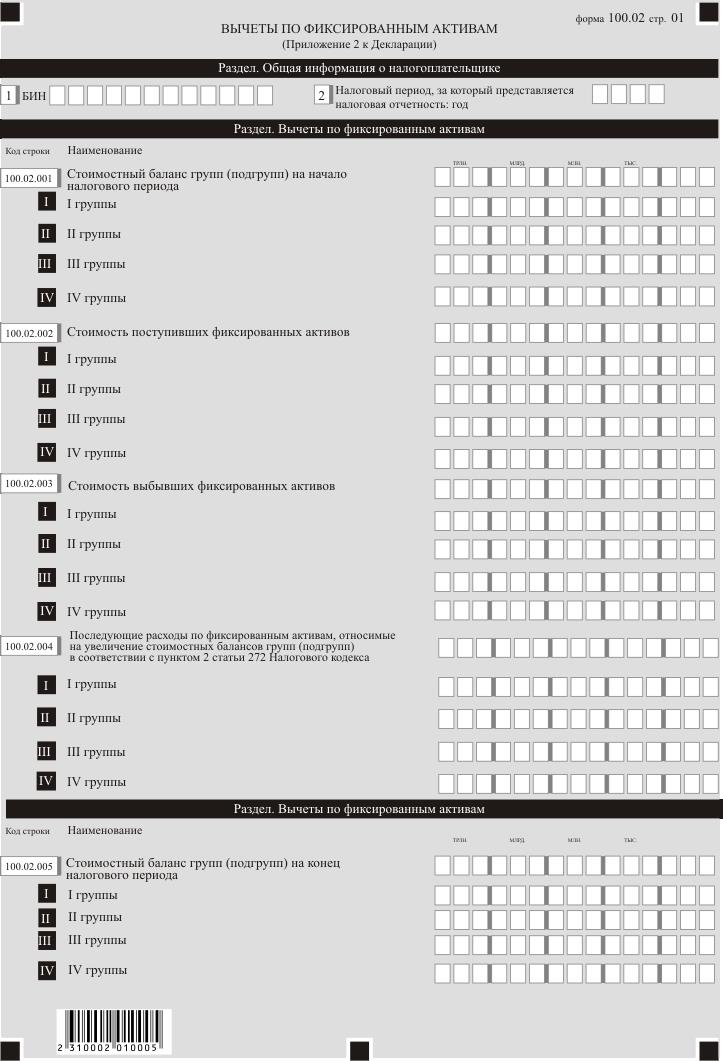 форма 100.02 стр. 01
ВЫЧЕТЫ ПО ФИКСИРОВАННЫМ АКТИВАМ
(Приложение 2 к Декларации)
Раздел. Общая информация о налогоплательщике
1 БИН
2 Налоговый период, за который представляется
налоговая отчетность: год
Раздел. Вычеты по фиксированным активам
Код строки Наименование
ТРЛН. МЛРД. МЛН. ТЫС.
100.02.001 Стоимостный баланс групп (подгрупп) на начало
налогового периода
I I группы
II II группы
III III группы
IV IV группы
100.02.002 Стоимость поступивших фиксированных активов
I I группы
II II группы
III III группы
IV IV группы
100.02.003 Стоимость выбывших фиксированных активов
I I группы
II II группы
III III группы
IV IV группы
100.02.004 Последующие расходы по фиксированным активам, относимые
на увеличение стоимостных балансов групп (подгрупп)
в соответствии с пунктом 2 статьи 272 Налогового кодекса
I I группы
II II группы
III III группы
IV IV группы
Раздел. Вычеты по фиксированным активам
Код строки Наименование
ТРЛН. МЛРД. МЛН. ТЫС.
100.02.005 Стоимостный баланс групп (подгрупп) на конец
налогового периода
I I группы
II II группы
III III группы
IV IV группы
2 310002 010005